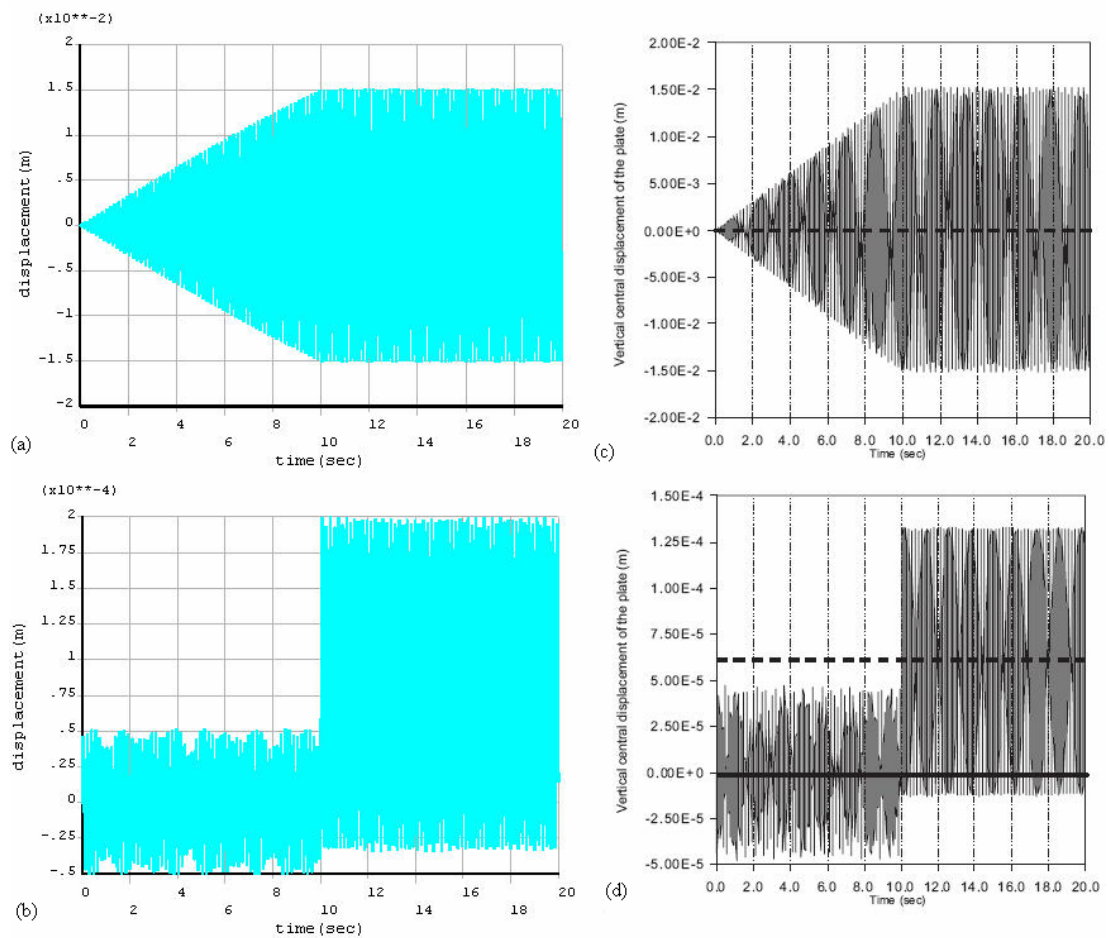 (x10**-2)
2
1.5
1
.5
0
-.5
-1
-1.5
-2
displacement (m)
0 2 4 6 8 10 12 14 16 18 20
time (sec)
(a)
2.00E-2
1.50E-2
1.00E-2
5.00E-3
0.00E+0
-5.00E-3
-1.00E-2
-1.50E-2
-2.00E-2
Vertical central displacement of the plate (m)
0.0 2.0 4.0 6.0 8.0 10.0 12.0 14.0 16.0 18.0 20.0
Time (sec)
(c)
(x10**-4)
2
1.75
1.5
1.25
1
.75
.5
.25
0
-.25
-.5
displacement (m)
0 2 4 6 8 10 12 14 16 18 20
time (sec)
(b)
1.50E-4
1.25E-4
1.00E-4
7.50E-5
5.00E-5
2.50E-5
0.00E+0
-2.50E-5
-5.00E-5
Vertical central displacement of the plate (m)
0.0 2.0 4.0 6.0 8.0 10.0 12.0 14.0 16.0 18.0 20.0
Time (sec)
(d)